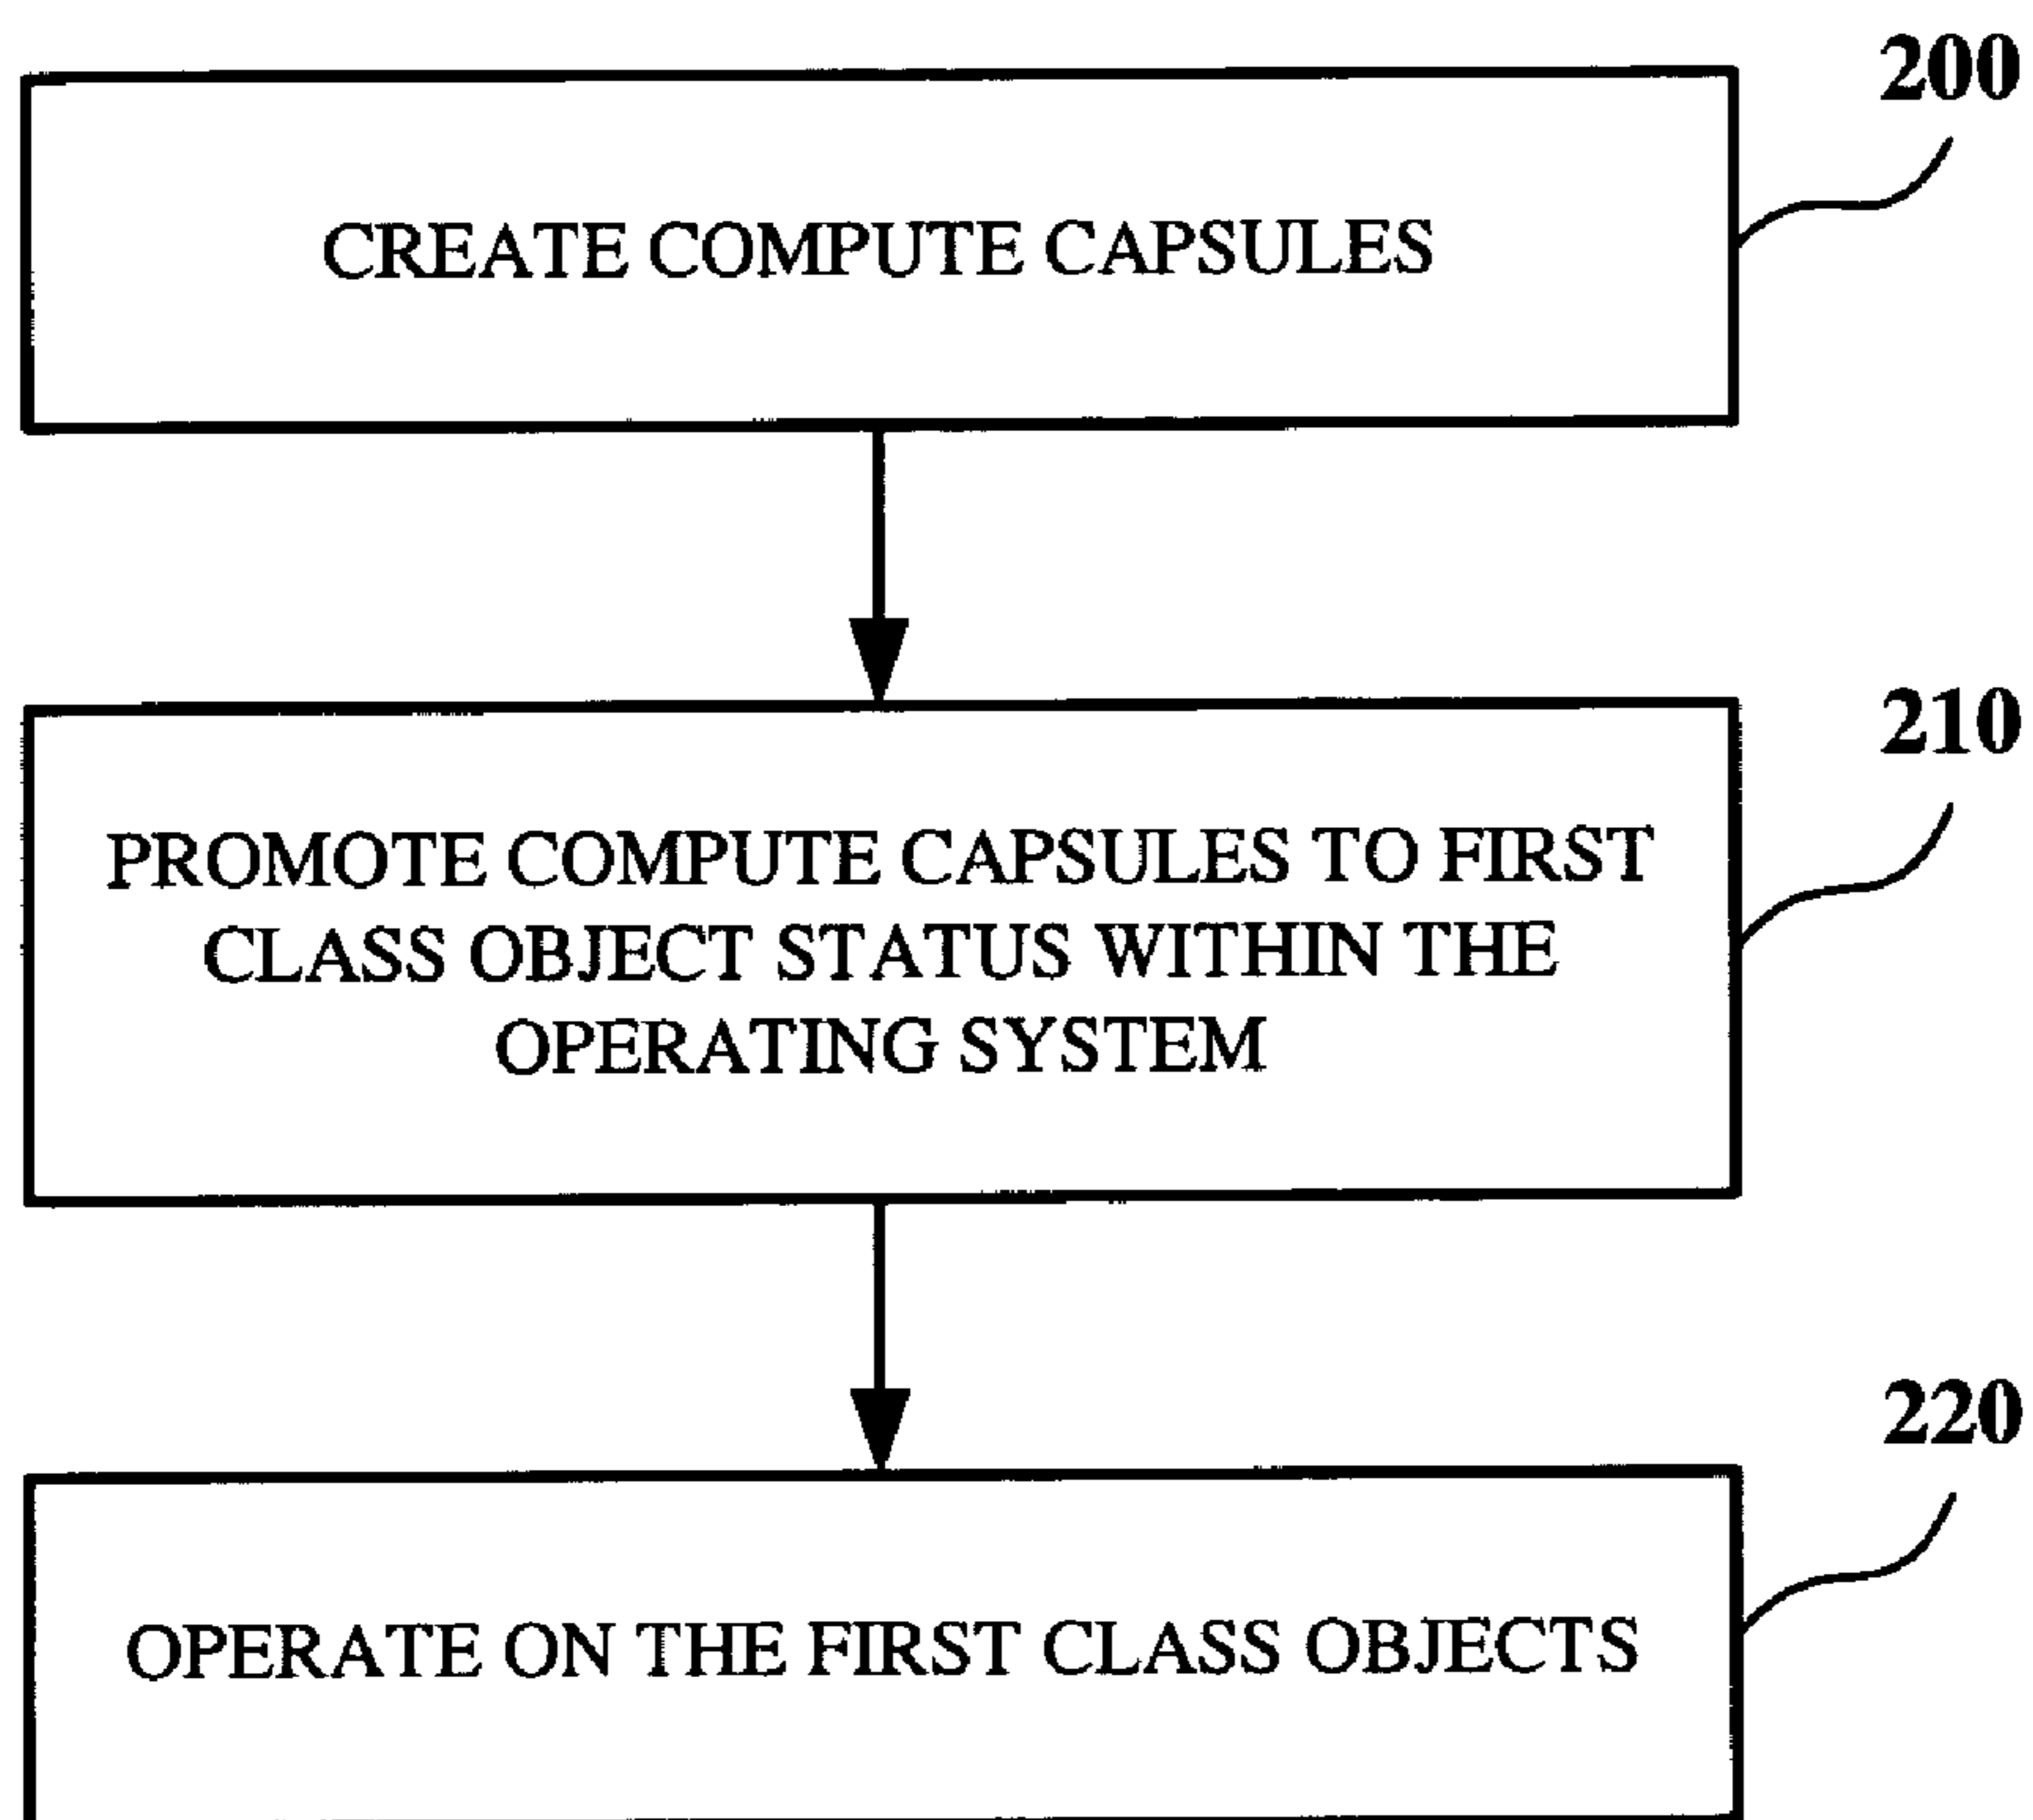 200
CREATE COMPUTE CAPSULES
210
PROMOTE COMPUTE CAPSULES TO FIRST
CLASS OBJECT STATUS WITHIN THE
OPERATING SYSTEM
220
OPERATE ON THE FIRST CLASS OBJECTS